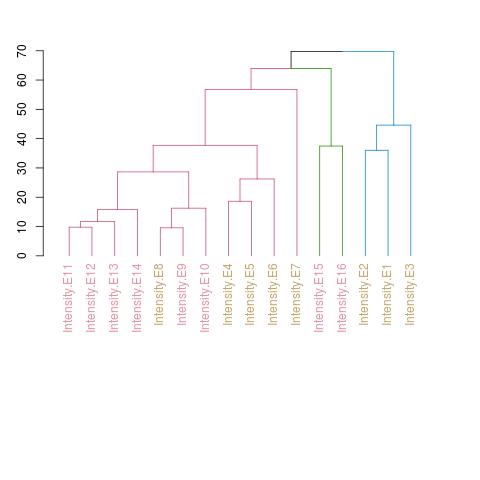 70
60
50
40
30
20
10
0
Intensity.E11
Intensity.E12
Intensity.E13
Intensity.E14
Intensity.E8
Intensity.E9
Intensity.E10
Intensity.E4
Intensity.E5
Intensity.E6
Intensity.E7
Intensity.E15
Intensity.E16
Intensity.E2
Intensity.E1
Intensity.E3